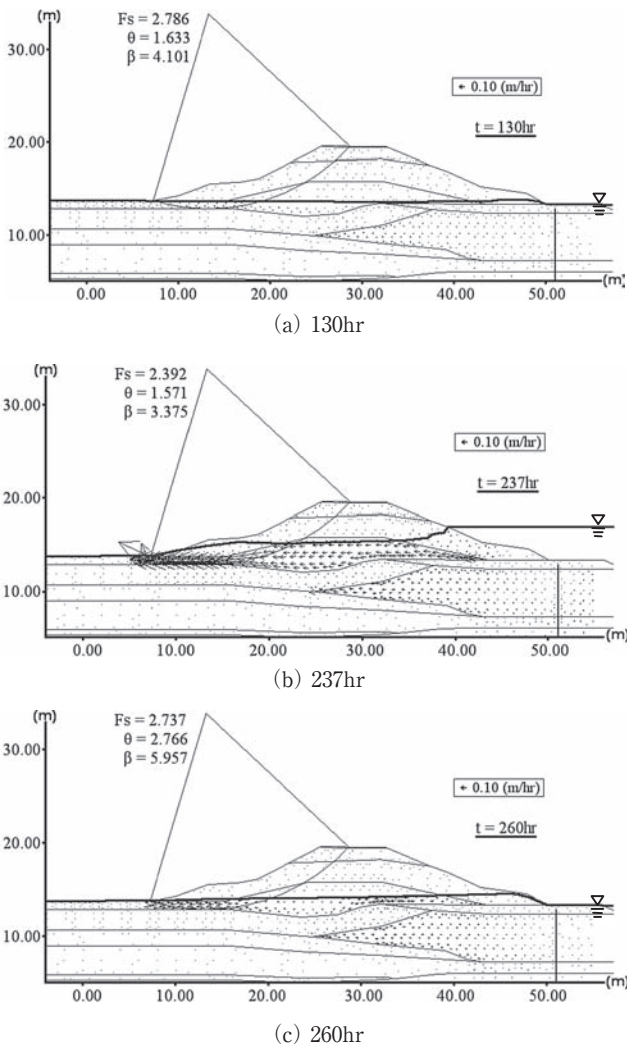 (m)
Fs = 2.786
θ = 1.633
β = 4.101
← 0.10 (m/hr)
t = 130hr
30.00
20.00
10.00
0.00 10.00 20.00 30.00 40.00 50.00 (m)
(a) 130hr
(m)
Fs = 2.392
θ = 1.571
β = 3.375
← 0.10 (m/hr)
t = 237hr
30.00
20.00
10.00
0.00 10.00 20.00 30.00 40.00 50.00 (m)
(b) 237hr
(m)
Fs = 2.737
θ = 2.766
β = 5.957
← 0.10 (m/hr)
t = 260hr
30.00
20.00
10.00
0.00 10.00 20.00 30.00 40.00 50.00 (m)
(c) 260hr